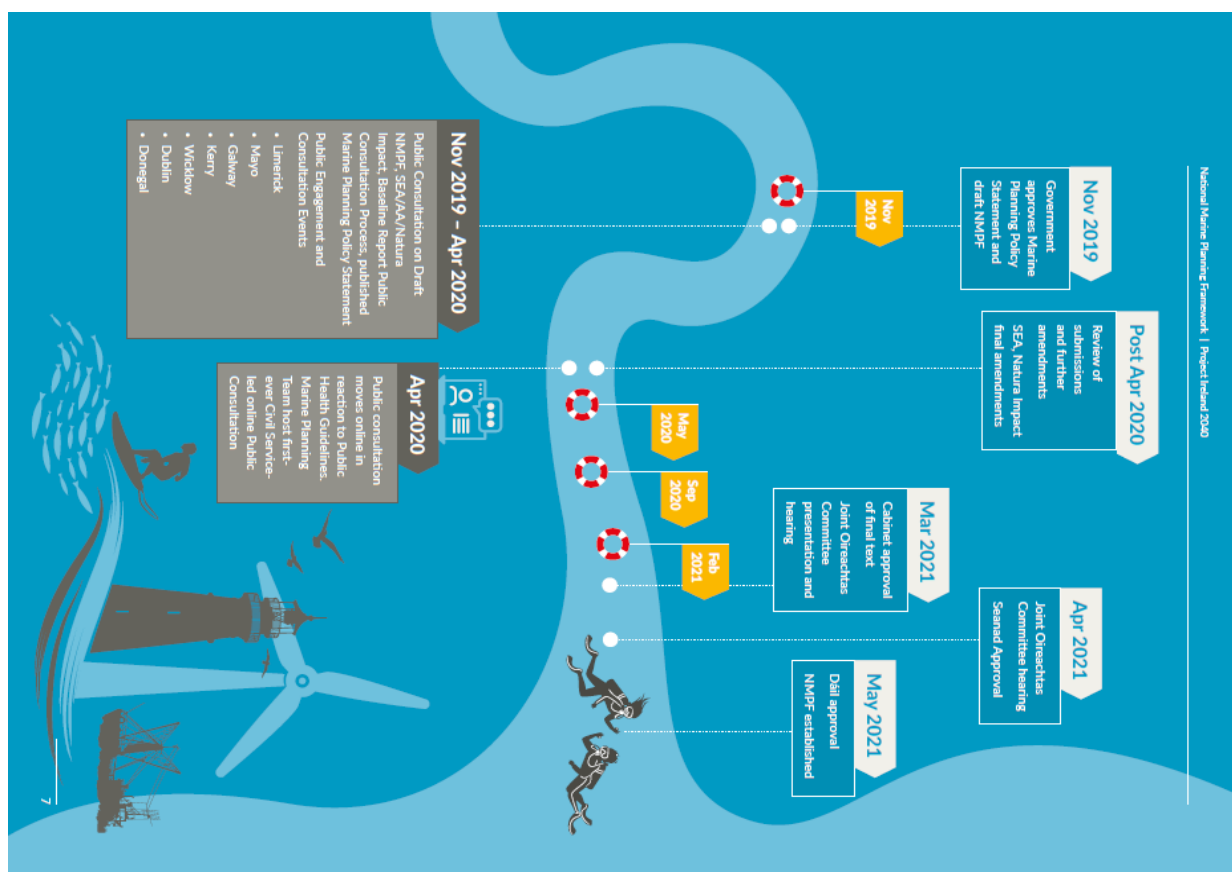 National Marine Planning Framework | Project Ireland 2040
Nov 2019
Government
approves Marine
Planning Policy
Statement and
draft NMPF
Post Apr 2020
Review of
submissions
and further
amendments
SEA, Natura Impact
final amendments
Mar 2021
Cabinet approval
of final text
Joint Oireachtas
Committee
presentation and
hearing
Apr 2021
Joint Oireachtas
Committee hearing
Seanad Approval
May 2021
Dáil approval
NMPF established
Nov
2019
May
2020
Sep
2020
Feb
2021
Nov 2019 – Apr 2020
Public Consultation on Draft
NMPF, SEA/AA/Natura
Impact, Baseline Report Public
Consultation Process, published
Marine Planning Policy Statement
Public Engagement and
Consultation Events
• Limerick
• Mayo
• Galway
• Kerry
• Wicklow
• Dublin
• Donegal
Apr 2020
Public consultation
moves online in
reaction to Public
Health Guidelines.
Marine Planning
Team host first-
ever Civil Service-
led online Public
Consultation
7